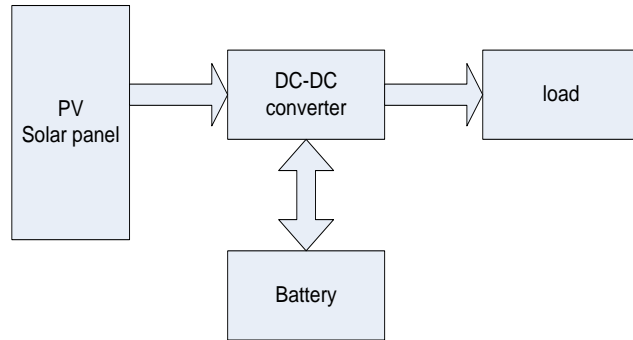 PV
Solar panel
DC-DC
converter
load
Battery